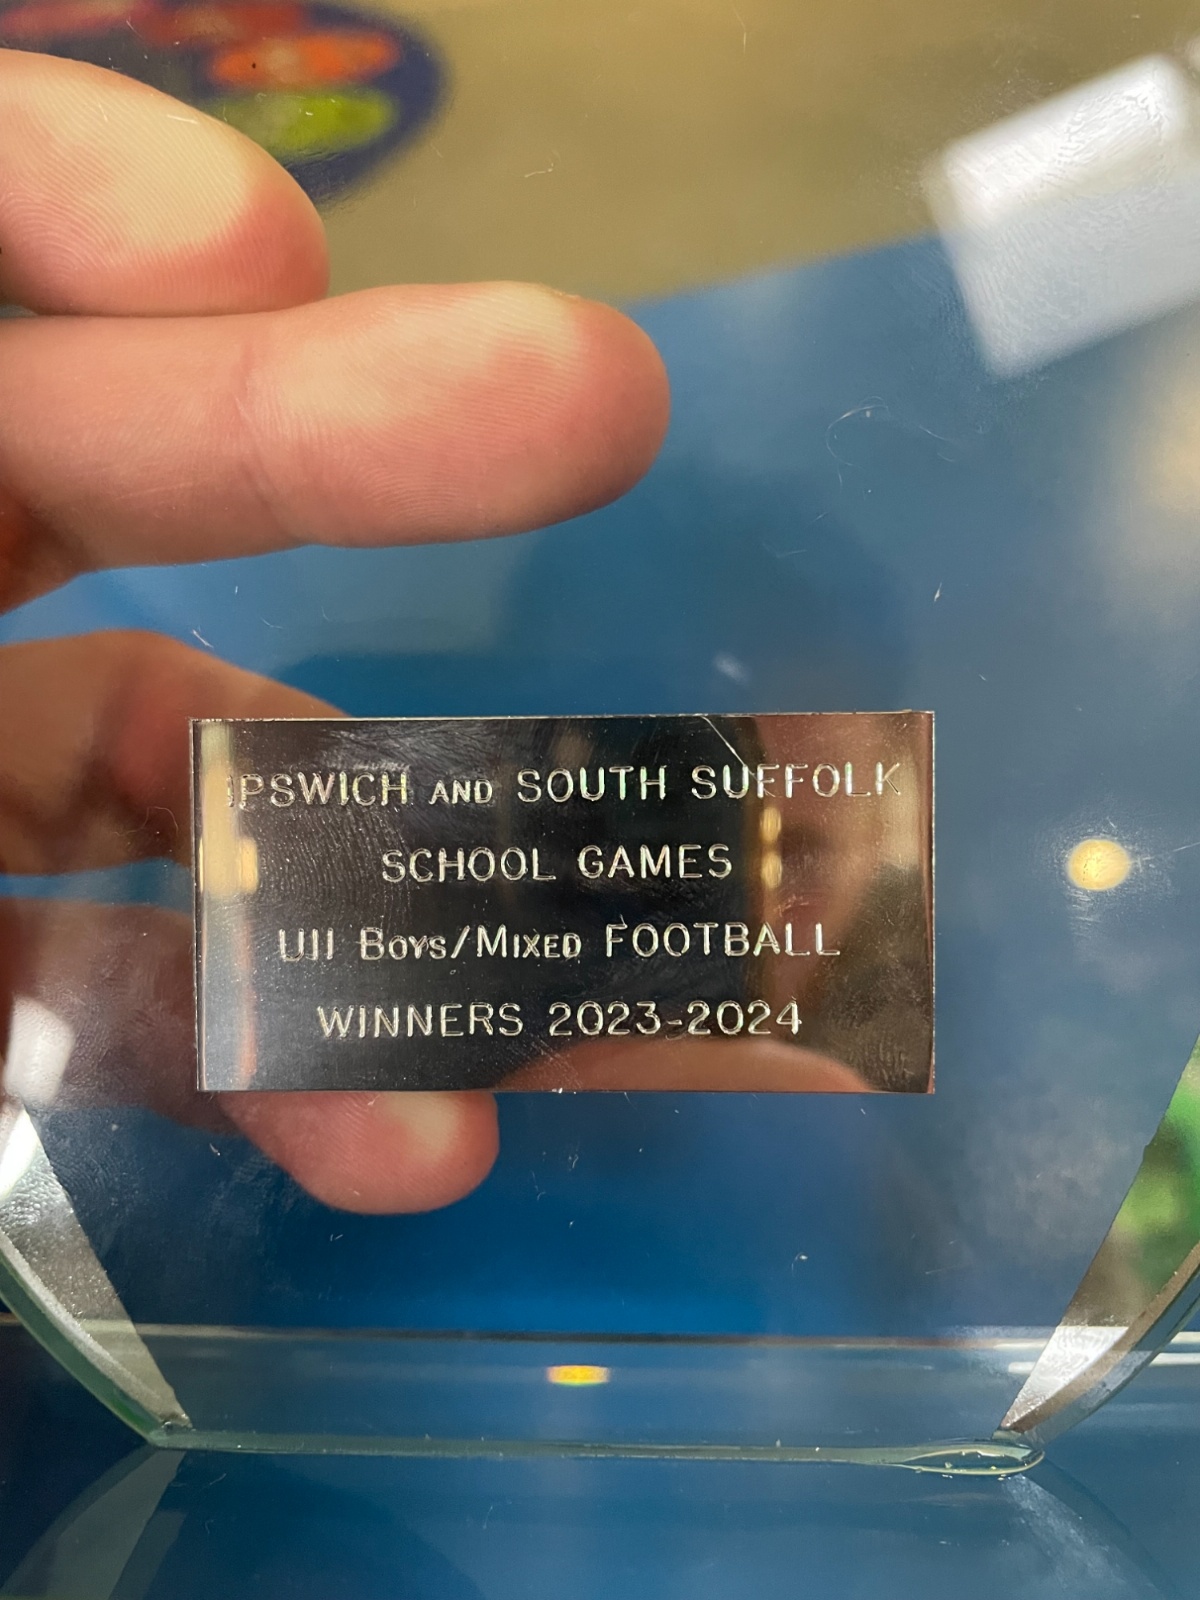 IPSWICH AND SOUTH SUFFOLK
SCHOOL GAMES
U11 Boys/Mixed FOOTBALL
WINNERS 2023-2024